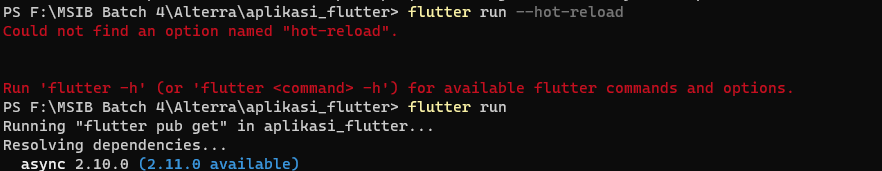 PS F:\MSIB Batch 4\Alterra\aplikasi_flutter> flutter run --hot-reload
Could not find an option named "hot-reload".
Run 'flutter -h' (or 'flutter <command> -h') for available flutter commands and options.
PS F:\MSIB Batch 4\Alterra\aplikasi_flutter> flutter run
Running "flutter pub get" in aplikasi_flutter...
Resolving dependencies...
async 2.10.0 (2.11.0 available)